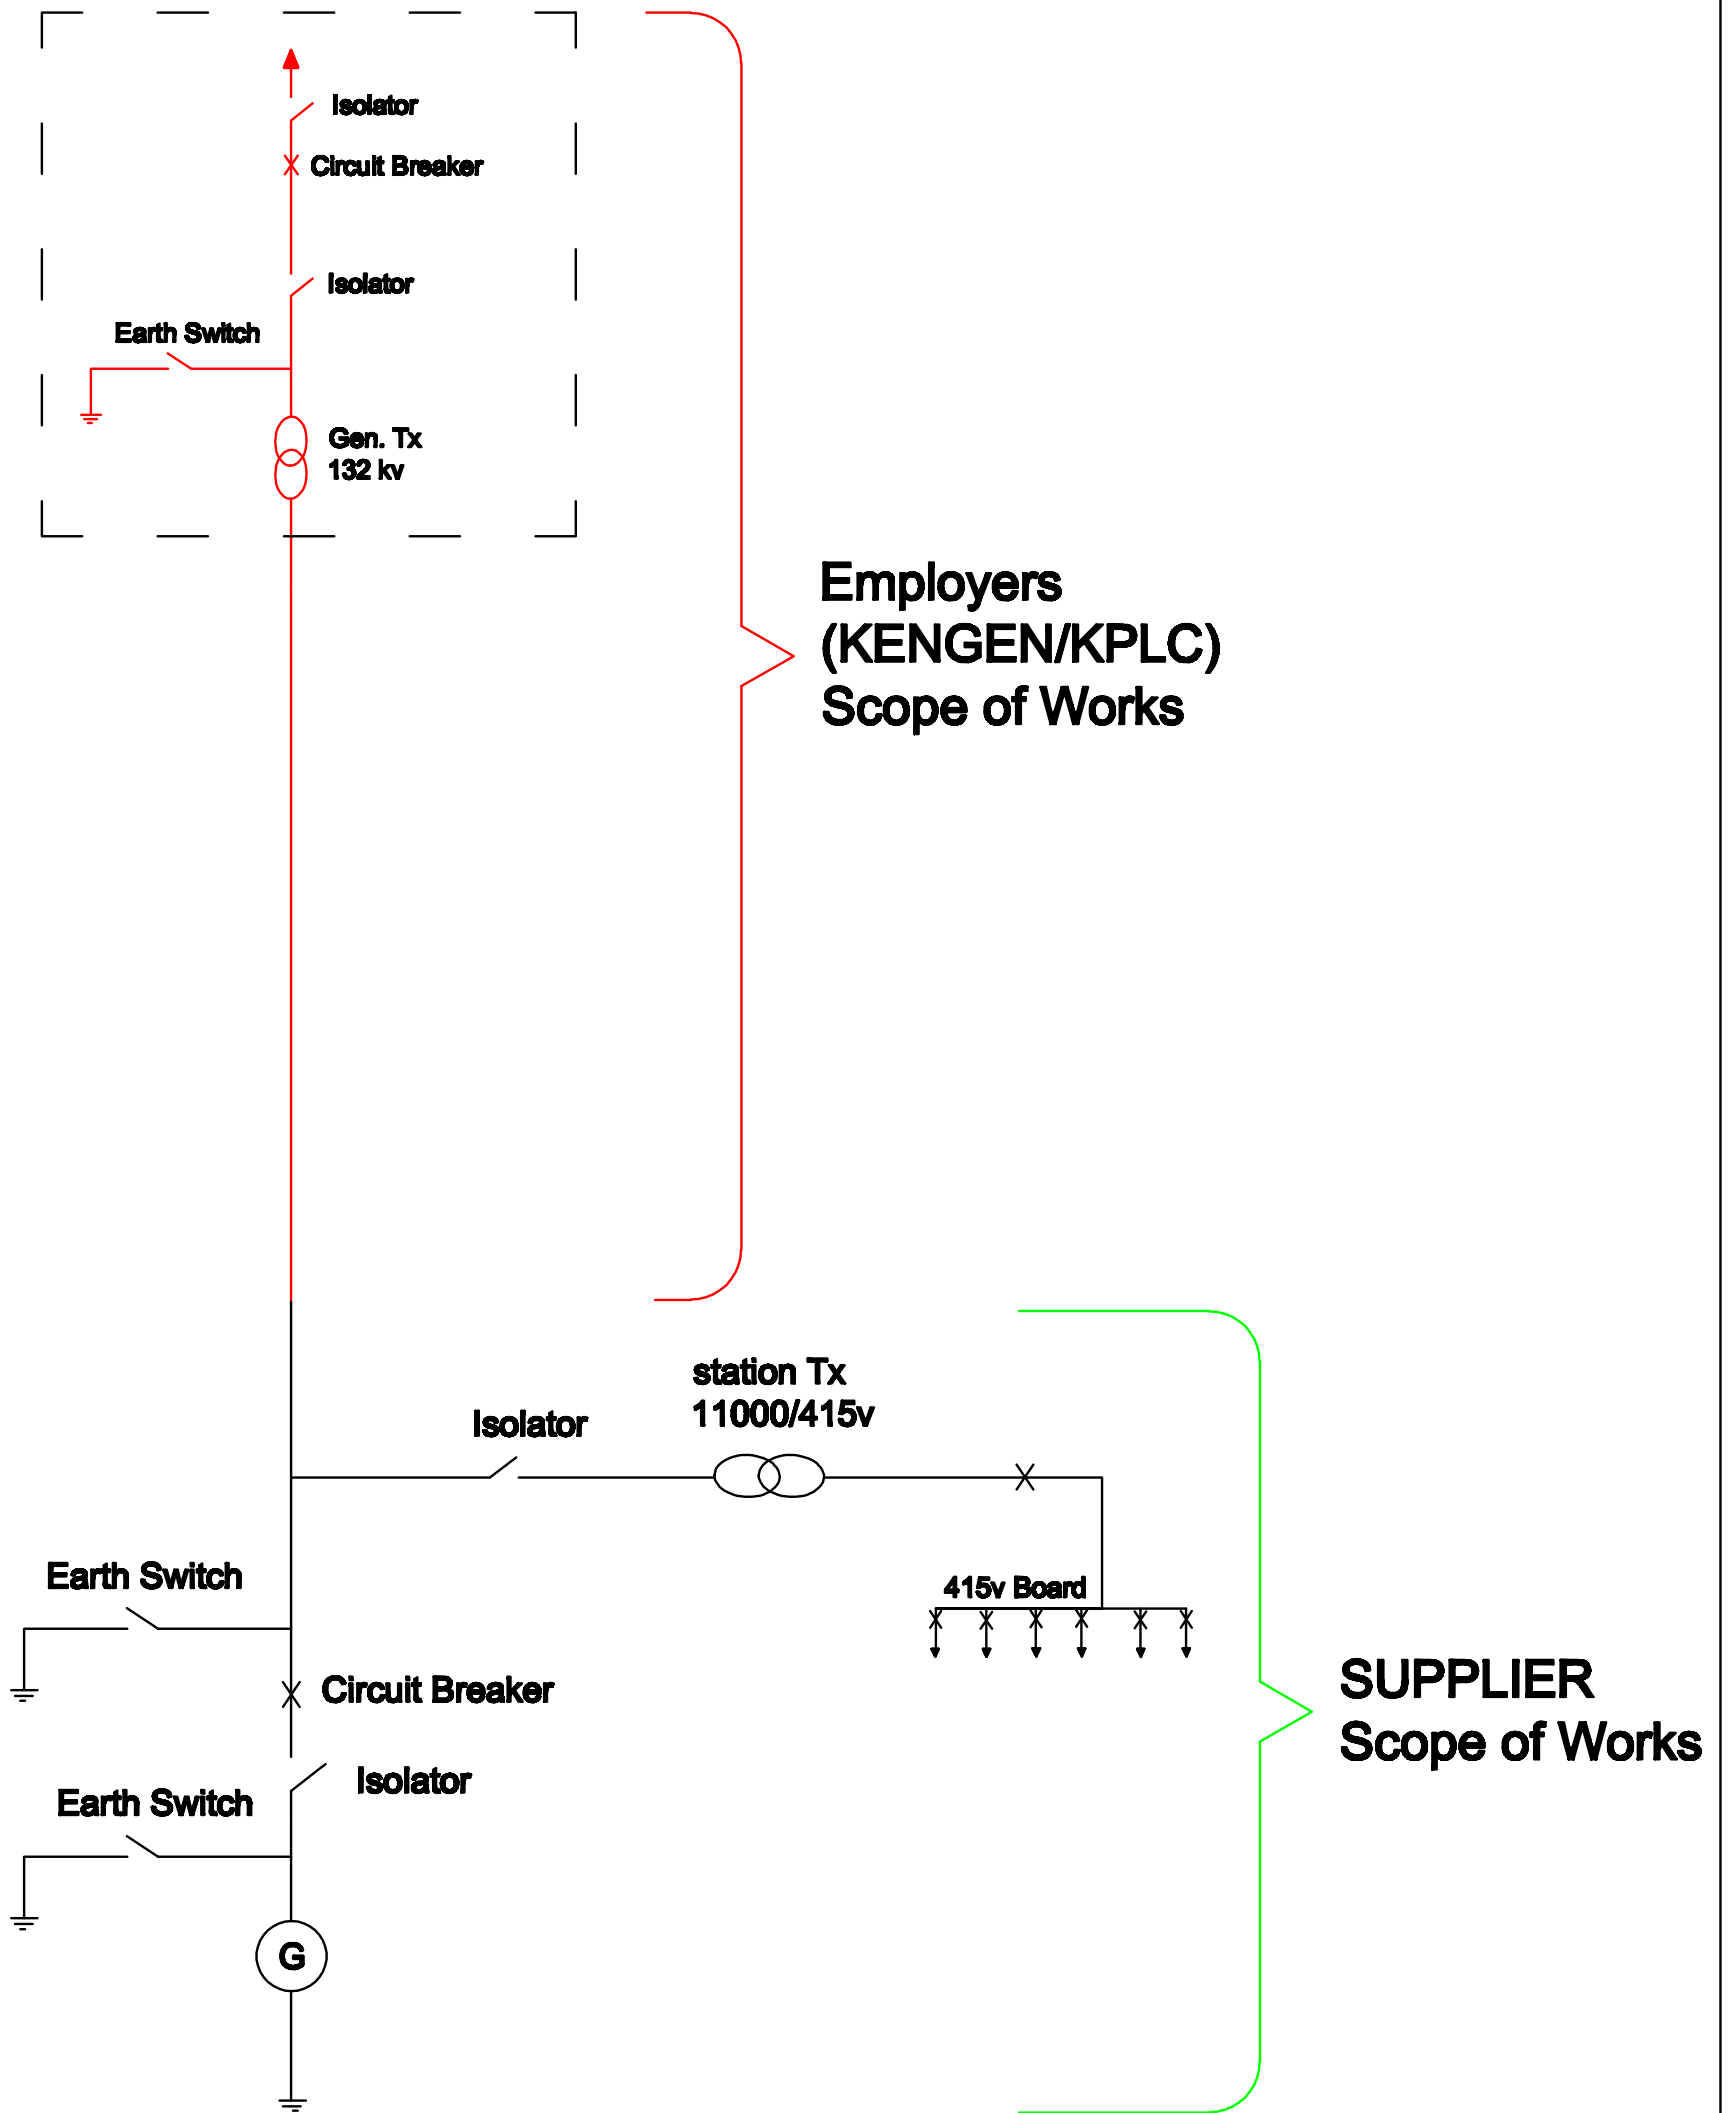 Isolator
Circuit Breaker
Isolator
Earth Switch
Gen. Tx
132 kv
Employers
(KENGEN/KPLC)
Scope of Works
station Tx
11000/415v
Isolator
Earth Switch
415v Board
Circuit Breaker
SUPPLIER
Scope of Works
Isolator
Earth Switch
G